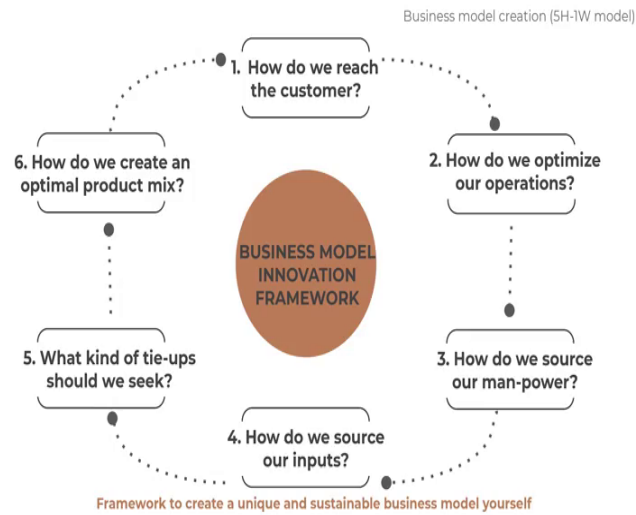 Business model creation (5H-1W model)
1. How do we reach
the customer?
2. How do we optimize
our operations?
3. How do we source
our man-power?
4. How do we source
our inputs?
5. What kind of tie-ups
should we seek?
6. How do we create an
optimal product mix?
BUSINESS MODEL
INNOVATION
FRAMEWORK
Framework to create a unique and sustainable business model yourself